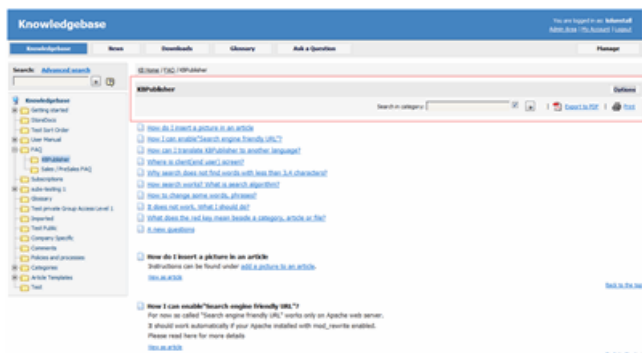 Knowledgebase
You are logged in as:
Admin Area | My Account | Logout
Knowledgebase News Downloads Glossary Ask a Question Manage
Search: Advanced search
KB Home / FAQ / KBPublisher
KBPublisher Options
Search in category: Export to PDF | Print
Knowledgebase
Getting started
Test Sort Order
User Manual
FAQ
KBPublisher
Sales / ProSales FAQ
Subscriptions
Glossary
Test private Group Access Level 1
Imported
Test Public
Company Specific
Comments
Policies and processes
Categories
Article Templates
Test
How do I insert a picture in an article
How I can enable "Search engine friendly URL"?
How can I translate KBPublisher to another language?
Where is client(end user) screen?
Why search does not find words with less than 3,4 characters?
How search works? What is search algorithm?
How to change some words, phrases?
It does not work, What I should do?
What does the red key mean beside a category, article or file?
A new questions
How do I insert a picture in an article
Instructions can be found under add a picture to an article.
View as article
Back to the top
How I can enable"Search engine friendly URL"?
For now so called "Search engine friendly URL" works only on Apache web server.
It should work automatically if your Apache installed with mod_rewrite enabled.
Please read here for more details
View as article